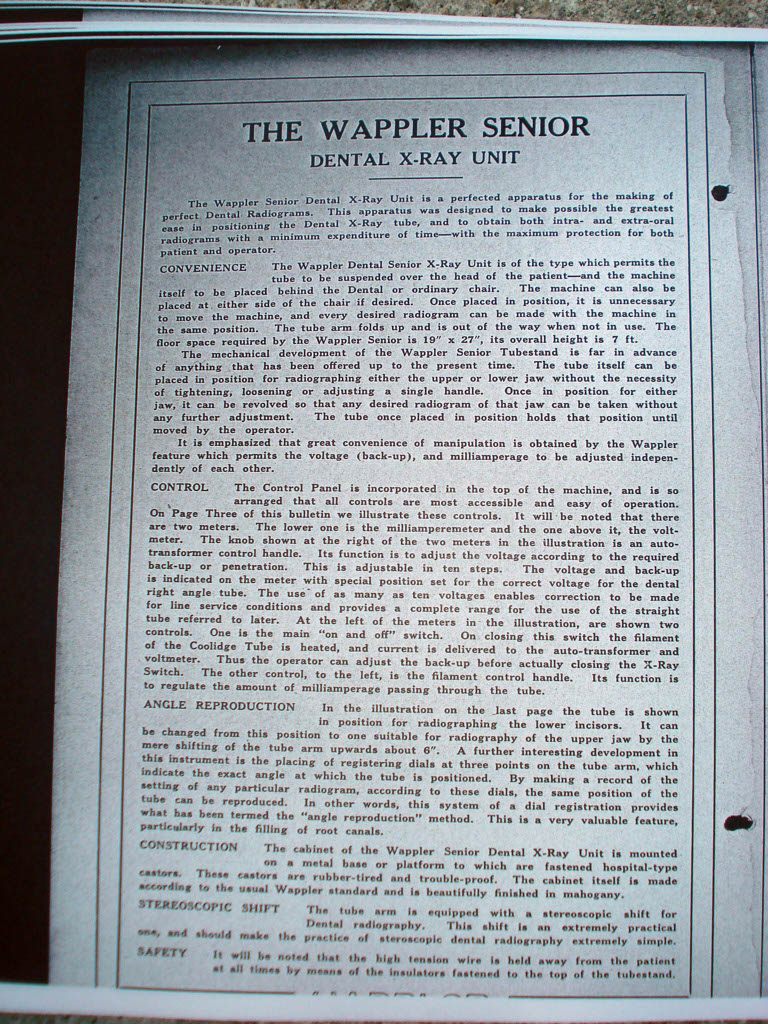 THE WAPPLER SENIOR
DENTAL X-RAY UNIT
The Wappler Senior Dental X-Ray Unit is a perfected apparatus for the making of
perfect Dental Radiograms. This apparatus was designed to make possible the greatest
ease in positioning the Dental X-Ray tube, and to obtain both intra- and extra-oral
radiograms with a minimum expenditure of time—with the maximum protection for both
patient and operator.
CONVENIENCE The Wappler Dental Senior X-Ray Unit is of the type which permits the
tube to be suspended over the head of the patient—and the machine
itself to be placed behind the Dental or ordinary chair. The machine can also be
placed at either side of the chair if desired. Once placed in position, it is unnecessary
to move the machine, and every desired radiogram can be made with the machine in
the same position. The tube arm folds up and is out of the way when not in use. The
floor space required by the Wappler Senior is 19" x 27", its overall height is 7 ft.
The mechanical development of the Wappler Senior Tubestand is far in advance
of anything that has been offered up to the present time. The tube itself can be
placed in position for radiographing either the upper or lower jaw without the necessity
of tightening, loosening or adjusting a single handle. Once in position for either
jaw, it can be revolved so that any desired radiogram of that jaw can be taken without
any further adjustment. The tube once placed in position holds that position until
moved by the operator.
It is emphasized that great convenience of manipulation is obtained by the Wappler
feature which permits the voltage (back-up), and milliamperage to be adjusted indepen-
dently of each other.
CONTROL The Control Panel is incorporated in the top of the machine, and is so
arranged that all controls are most accessible and easy of operation.
On Page Three of this bulletin we illustrate these controls. It will be noted that there
are two meters. The lower one is the milliamperemeter and the one above it, the volt-
meter. The knob shown at the right of the two meters in the illustration is an auto-
transformer control handle. Its function is to adjust the voltage according to the required
back-up or penetration. This is adjustable in ten steps. The voltage and back-up
is indicated on the meter with special position set for the correct voltage for the dental
right angle tube. The use of as many as ten voltages enables correction to be made
for line service conditions and provides a complete range for the use of the straight
tube referred to later. At the left of the meters in the illustration, are shown two
controls. One is the main "on and off" switch. On closing this switch the filament
of the Coolidge Tube is heated, and current is delivered to the auto-transformer and
voltmeter. Thus the operator can adjust the back-up before actually closing the X-Ray
Switch. The other control, to the left, is the filament control handle. Its function is
to regulate the amount of milliamperage passing through the tube.
ANGLE REPRODUCTION In the illustration on the last page the tube is shown
in position for radiographing the lower incisors. It can
be changed from this position to one suitable for radiography of the upper jaw by the
mere shifting of the tube arm upwards about 6". A further interesting development in
this instrument is the placing of registering dials at three points on the tube arm, which
indicate the exact angle at which the tube is positioned. By making a record of the
setting of any particular radiogram, according to these dials, the same position of the
tube can be reproduced. In other words, this system of a dial registration provides
what has been termed the "angle reproduction" method. This is a very valuable feature,
particularly in the filling of root canals.
CONSTRUCTION The cabinet of the Wappler Senior Dental X-Ray Unit is mounted
on a metal base or platform to which are fastened hospital-type
castors. These castors are rubber-tired and trouble-proof. The cabinet itself is made
according to the usual Wappler standard and is beautifully finished in mahogany.
STEREOSCOPIC SHIFT The tube arm is equipped with a stereoscopic shift for
Dental radiography. This shift is an extremely practical
one, and should make the practice of steroscopic dental radiography extremely simple.
SAFETY It will be noted that the high tension wire is held away from the patient
at all times by means of the insulators fastened to the top of the tubestand.